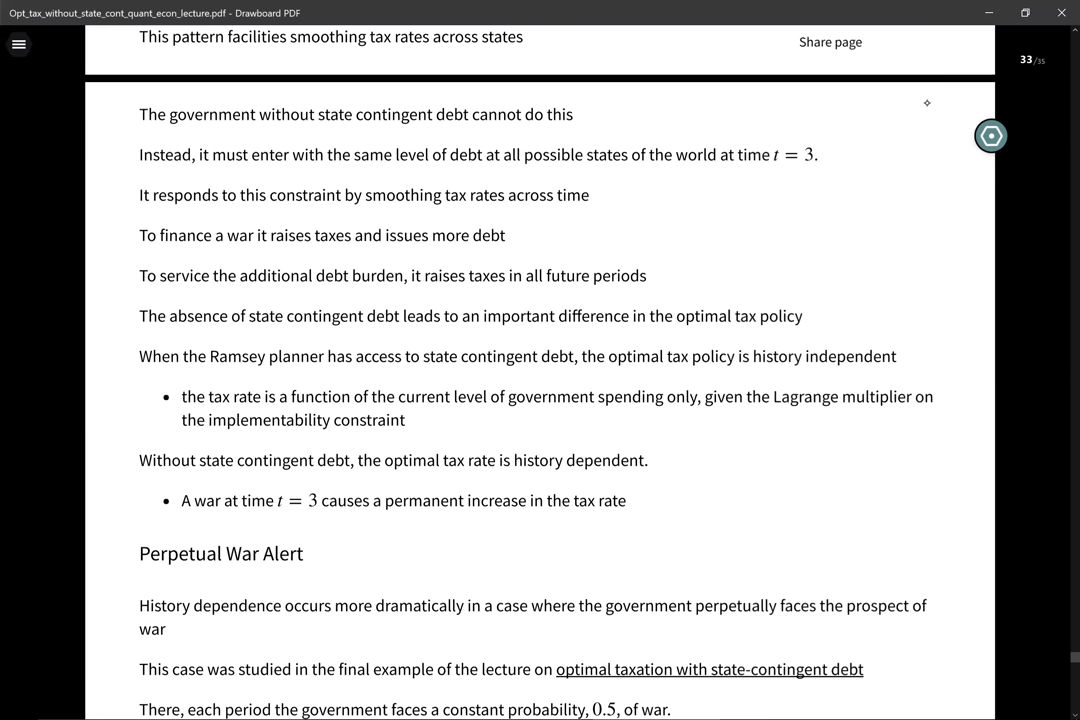 Opt_tax_without_state_cont_quant_econ_lecture.pdf - Drawboard PDF
This pattern facilities smoothing tax rates across states
Share page
33/35
The government without state contingent debt cannot do this
Instead, it must enter with the same level of debt at all possible states of the world at time t = 3.
It responds to this constraint by smoothing tax rates across time
To finance a war it raises taxes and issues more debt
To service the additional debt burden, it raises taxes in all future periods
The absence of state contingent debt leads to an important difference in the optimal tax policy
When the Ramsey planner has access to state contingent debt, the optimal tax policy is history independent
• the tax rate is a function of the current level of government spending only, given the Lagrange multiplier on
the implementability constraint
Without state contingent debt, the optimal tax rate is history dependent.
• A war at time t = 3 causes a permanent increase in the tax rate
Perpetual War Alert
History dependence occurs more dramatically in a case where the government perpetually faces the prospect of
war
This case was studied in the final example of the lecture on optimal taxation with state-contingent debt
There, each period the government faces a constant probability, 0.5, of war.